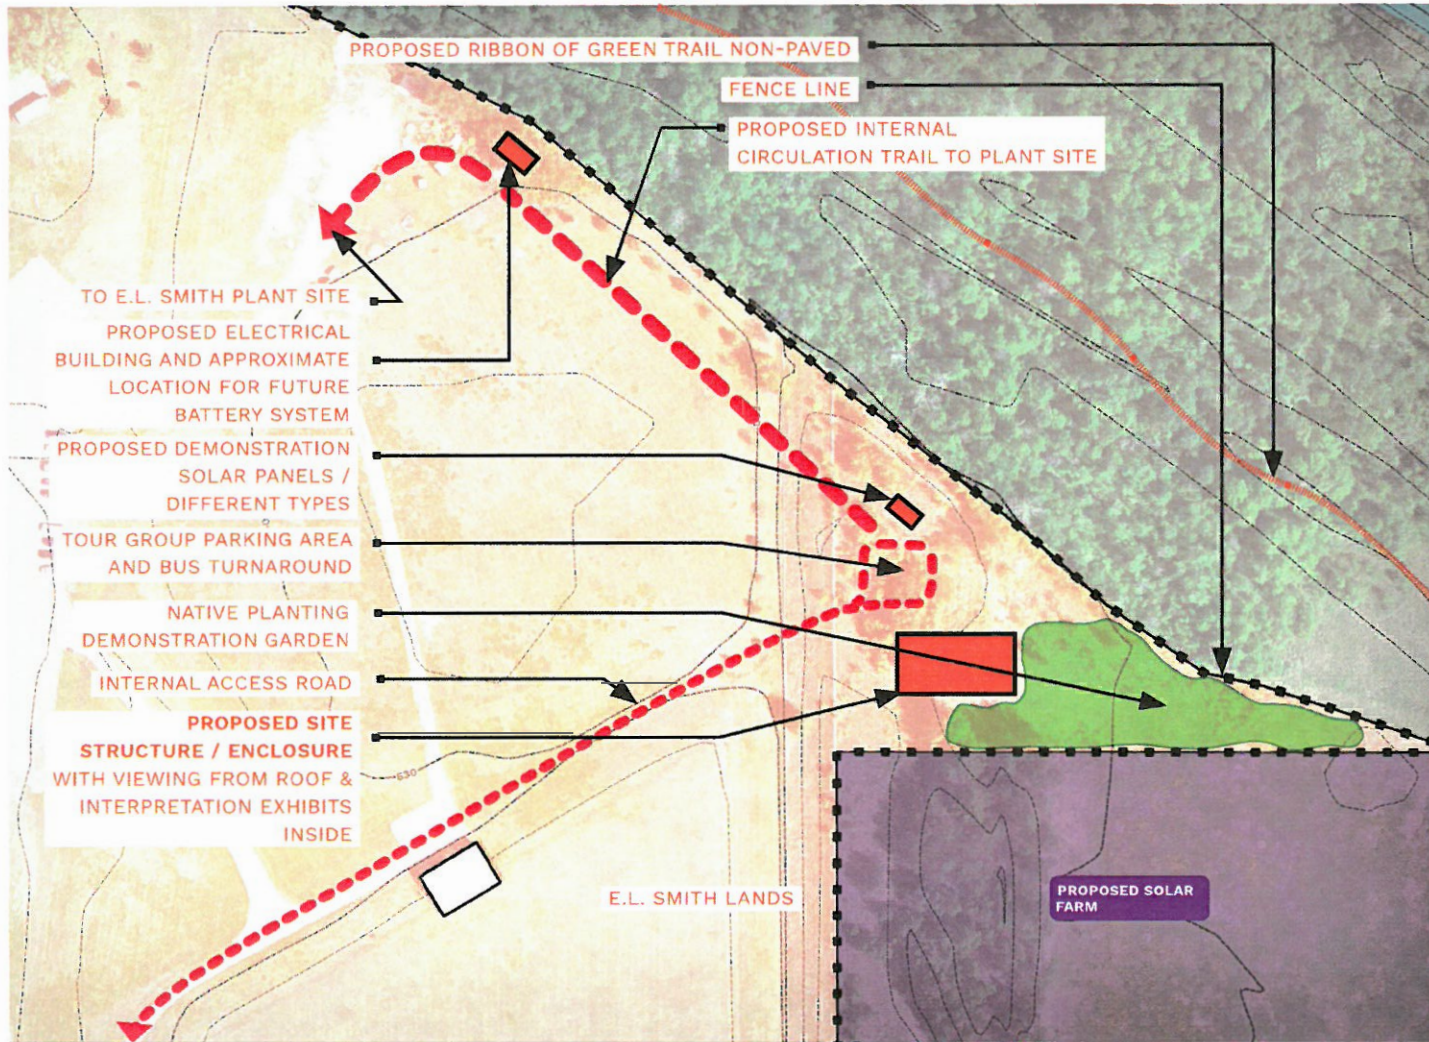 PROPOSED RIBBON OF GREEN TRAIL NON-PAVED
FENCE LINE
PROPOSED INTERNAL
CIRCULATION TRAIL TO PLANT SITE
TO E.L. SMITH PLANT SITE
PROPOSED ELECTRICAL
BUILDING AND APPROXIMATE
LOCATION FOR FUTURE
BATTERY SYSTEM
PROPOSED DEMONSTRATION
SOLAR PANELS /
DIFFERENT TYPES
TOUR GROUP PARKING AREA
AND BUS TURNAROUND
NATIVE PLANTING
DEMONSTRATION GARDEN
INTERNAL ACCESS ROAD
PROPOSED SITE
STRUCTURE / ENCLOSURE
WITH VIEWING FROM ROOF &
INTERPRETATION EXHIBITS
INSIDE
630
E.L. SMITH LANDS
PROPOSED SOLAR
FARM